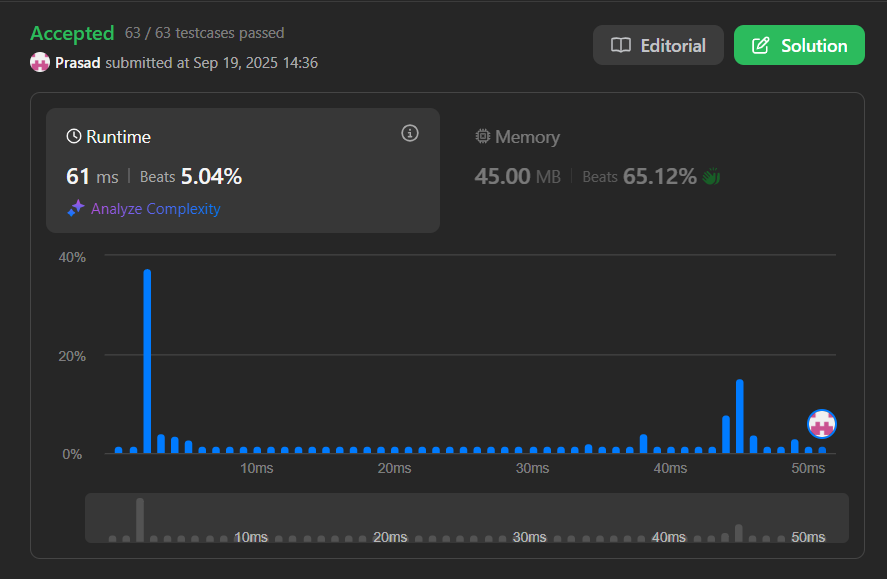 Accepted 63 / 63 testcases passed
Editorial
Solution
Prasad submitted at Sep 19, 2025 14:36
Runtime
61 ms | Beats 5.04%
Analyze Complexity
Memory
45.00 MB | Beats 65.12%
40%
20%
0%
10ms 20ms 30ms 40ms 50ms
10ms 20ms 30ms 40ms 50ms